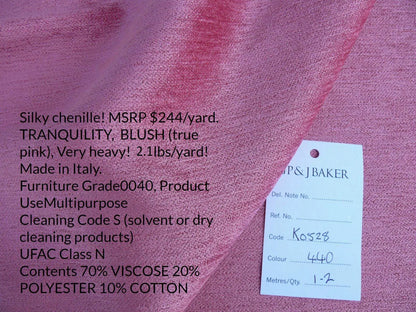 Silky chenille! MSRP $244/yard.
TRANQUILITY, BLUSH (true
pink), Very heavy! 2.1lbs/yard!
Made in Italy.
Furniture Grade0040, Product
UseMultipurpose
Cleaning Code S (solvent or dry
cleaning products)
UFAC Class N
Contents 70% VISCOSE 20%
POLYESTER 10% COTTON
GP & J BAKER
Del. Note No.
Ref. No.
Code K0528
Colour 440
Metres/Qty. 1-2